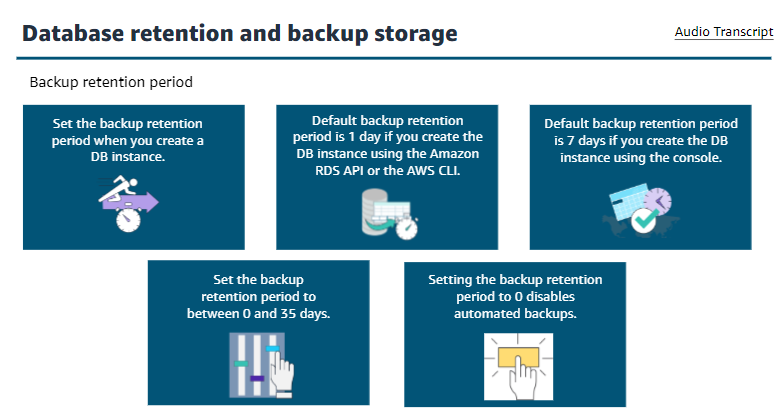 Database retention and backup storage
Audio Transcript
Backup retention period
Set the backup retention
period when you create a
DB instance.
Default backup retention
period is 1 day if you create the
DB instance using the Amazon
RDS API or the AWS CLI.
Default backup retention period
is 7 days if you create the DB
instance using the console.
Set the backup
retention period to
between 0 and 35 days.
Setting the backup retention
period to 0 disables
automated backups.